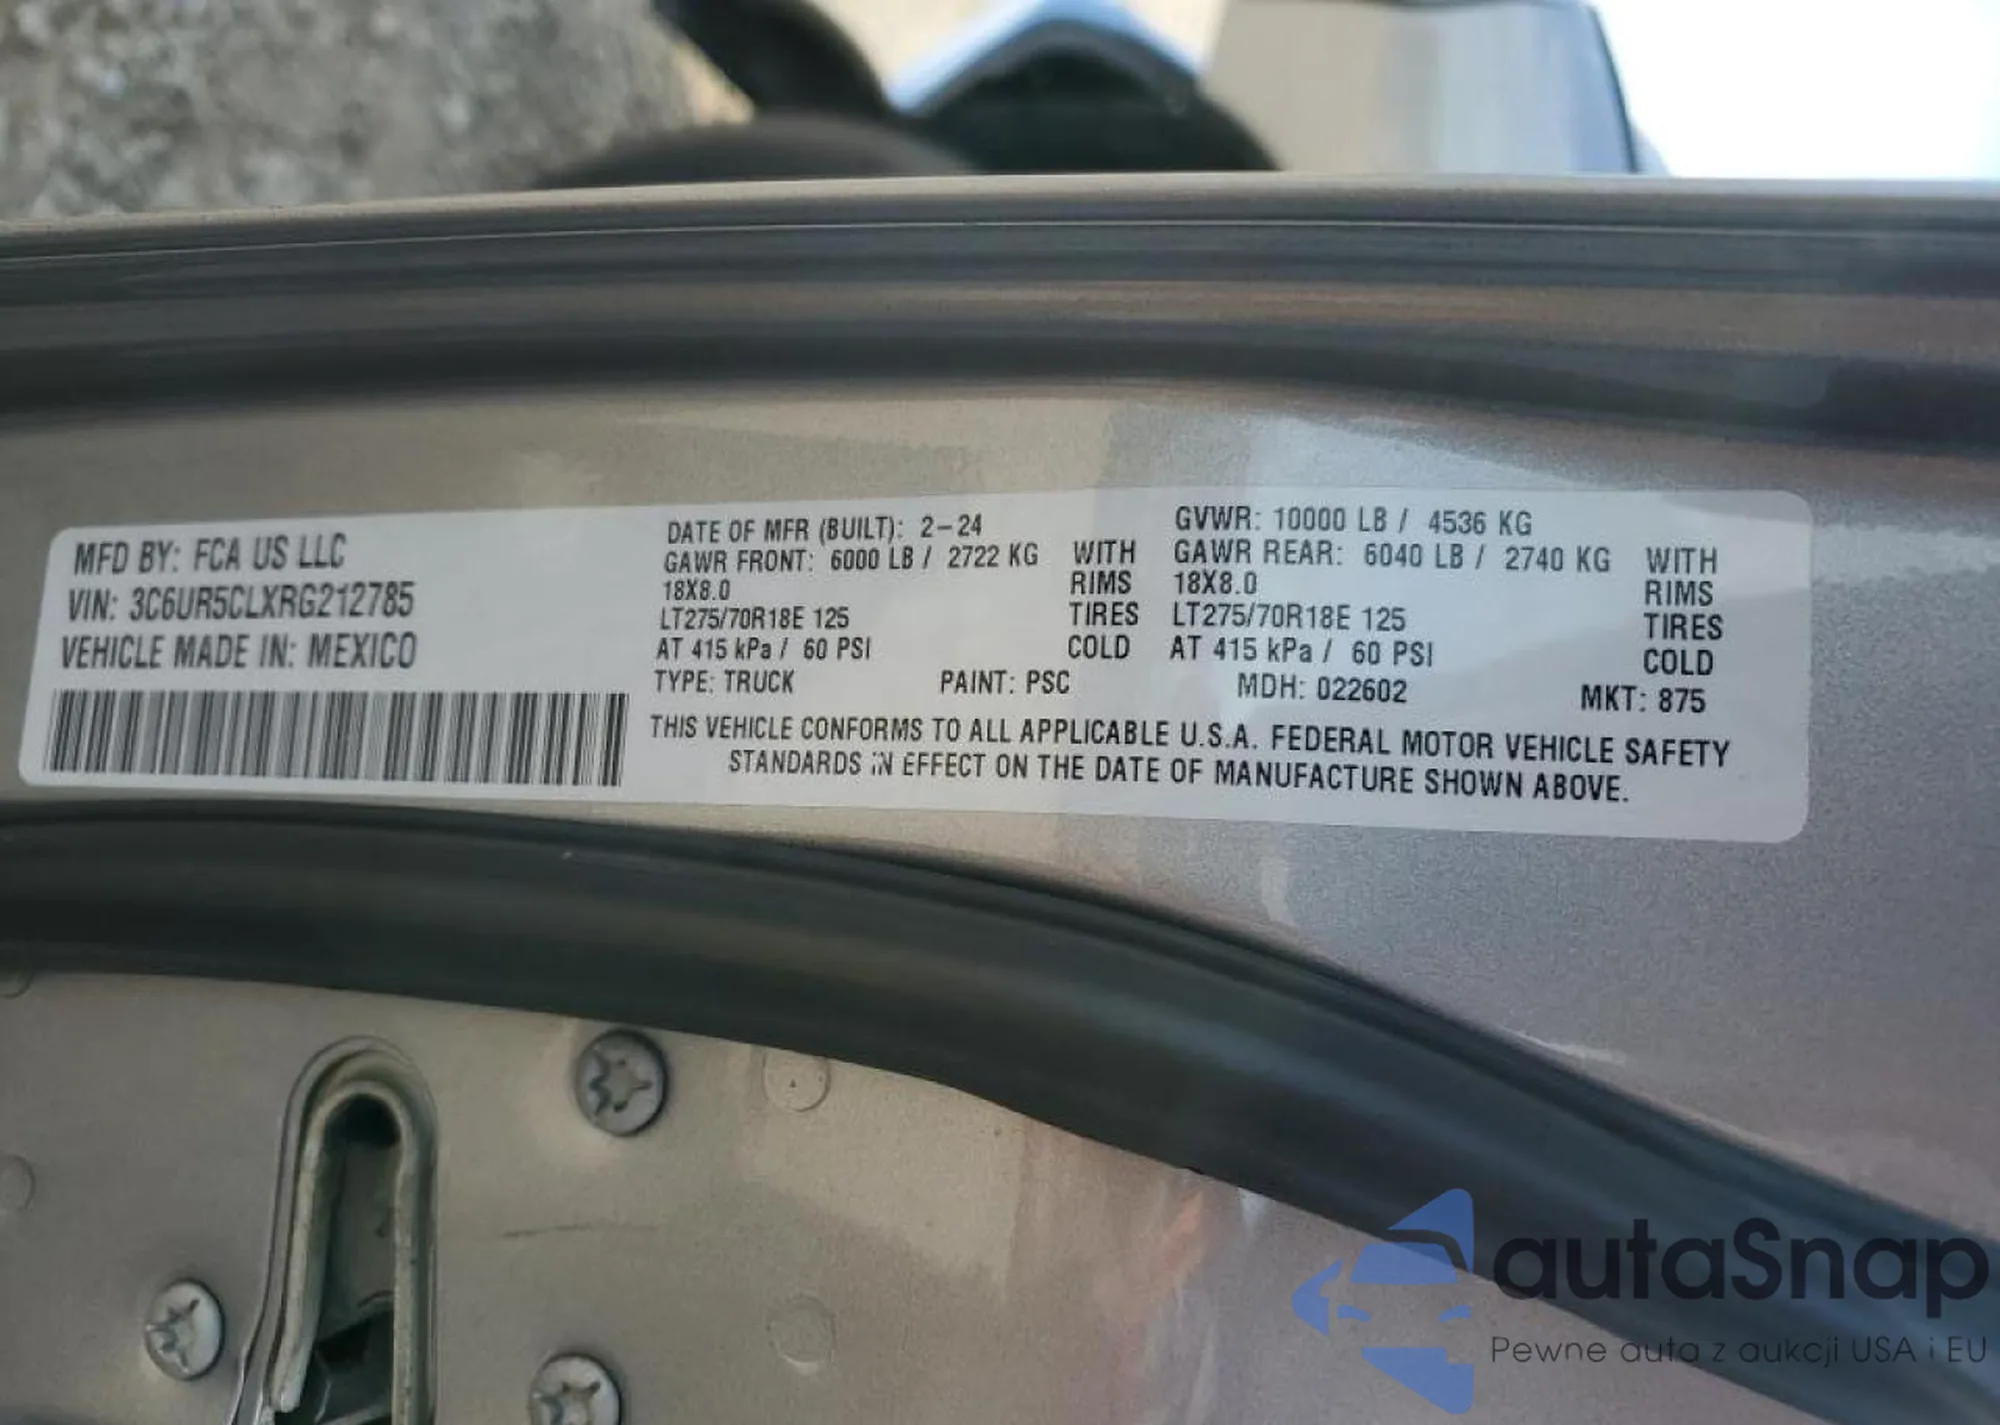 MFD BY: FCA US LLC
VIN: 3C6UR5CLXRG212785
VEHICLE MADE IN: MEXICO
DATE OF MFR (BUILT): 2-24
GAWR FRONT: 6000 LB / 2722 KG WITH
18X8.0 RIMS
LT275/70R18E 125 TIRES
AT 415 kPa / 60 PSI COLD
GVWR: 10000 LB / 4536 KG
GAWR REAR: 6040 LB / 2740 KG WITH
18X8.0 RIMS
LT275/70R18E 125 TIRES
AT 415 kPa / 60 PSI COLD
TYPE: TRUCK PAINT: PSC MDH: 022602 MKT: 875
THIS VEHICLE CONFORMS TO ALL APPLICABLE U.S.A. FEDERAL MOTOR VEHICLE SAFETY
STANDARDS IN EFFECT ON THE DATE OF MANUFACTURE SHOWN ABOVE.
autaSnap
Pewne auta z aukcji USA i EU